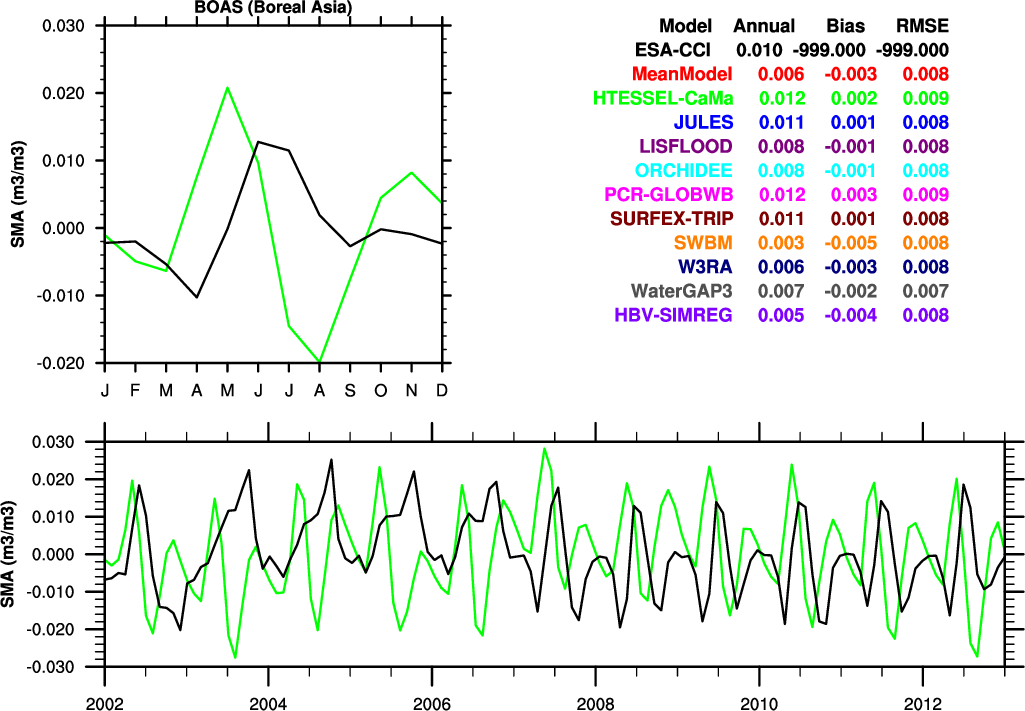 BOAS (Boreal Asia)
0.030
0.020
0.010
0.000
-0.010
-0.020
SMA (m3/m3)
J F M A M J J A S O N D
Model Annual Bias RMSE
ESA-CCI 0.010 -999.000 -999.000
MeanModel 0.006 -0.003 0.008
HTESSEL-CaMa 0.012 0.002 0.009
JULES 0.011 0.001 0.008
LISFLOOD 0.008 -0.001 0.008
ORCHIDEE 0.008 -0.001 0.008
PCR-GLOBWB 0.012 0.003 0.009
SURFEX-TRIP 0.011 0.001 0.008
SWBM 0.003 -0.005 0.008
W3RA 0.006 -0.003 0.008
WaterGAP3 0.007 -0.002 0.007
HBV-SIMREG 0.005 -0.004 0.008
0.030
0.020
0.010
0.000
-0.010
-0.020
-0.030
SMA (m3/m3)
2002 2004 2006 2008 2010 2012